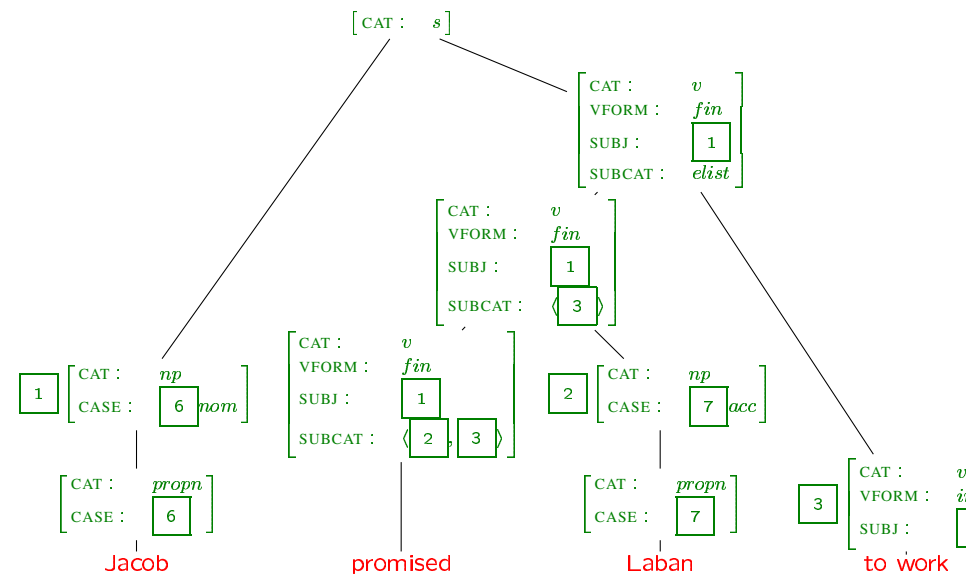 [CAT : s]
CAT : v
VFORM : fin
SUBJ : 1
SUBCAT : elist
CAT : v
VFORM : fin
SUBJ : 1
SUBCAT : ⟨ 3 ⟩
CAT : v
VFORM : fin
SUBJ : 1
SUBCAT : ⟨ 2 , 3 ⟩
1 CAT : np
CASE : 6 nom
2 CAT : np
CASE : 7 acc
CAT : propn
CASE : 6
CAT : propn
CASE : 7
3 CAT : v
VFORM :
SUBJ :
Jacob promised Laban to work